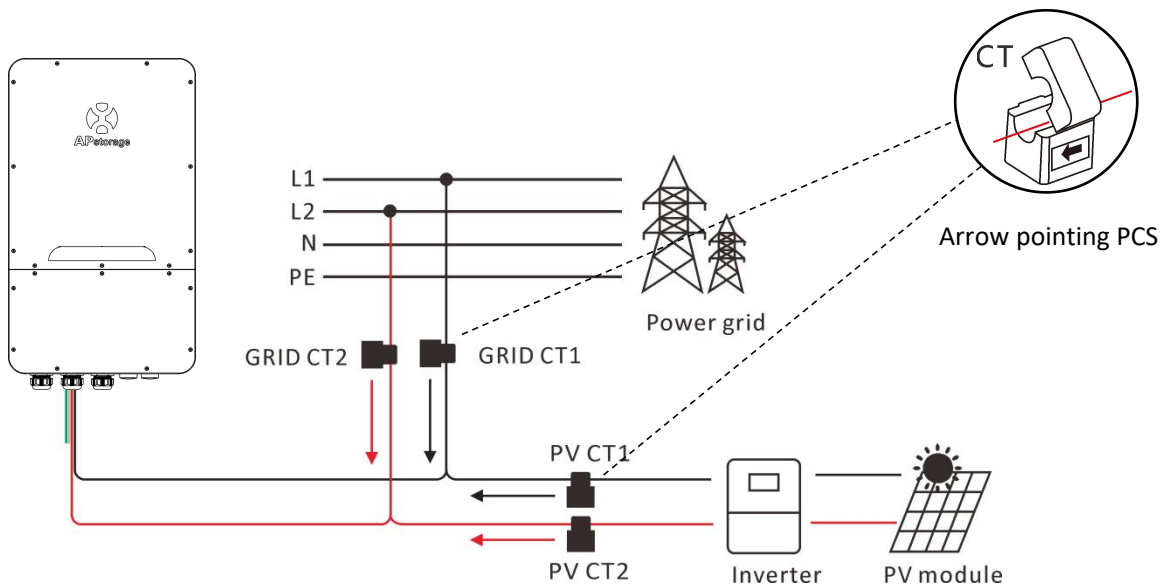 CT
APstorage
L1
L2
N
PE
Arrow pointing PCS
Power grid
GRID CT2
GRID CT1
PV CT1
PV CT2
Inverter
PV module